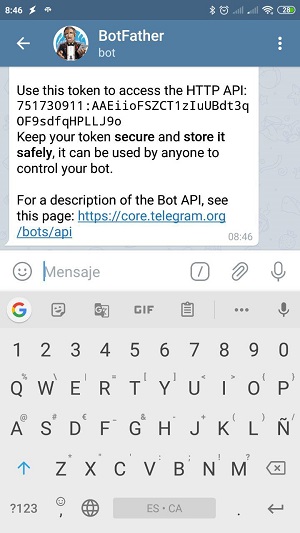 8:46
28
BotFather
bot
Use this token to access the HTTP API:
751730911:AAEiioFSZCT1zIuUBdt3q
OF9sdfqHPLLJ9o
Keep your token secure and store it
safely, it can be used by anyone to
control your bot.
For a description of the Bot API, see
this page: https://core.telegram.org
/bots/api
08:46
Mensaje
G GIF
1 2 3 4 5 6 7 8 9 0
Q % W ^ E | R = T [ Y ] U < I > O { P }
A @ S # D € F _ G & H - J + K ( L ) Ñ /
Z * X " C ' V : B ; N ! M ?
?123 , ES • CA .